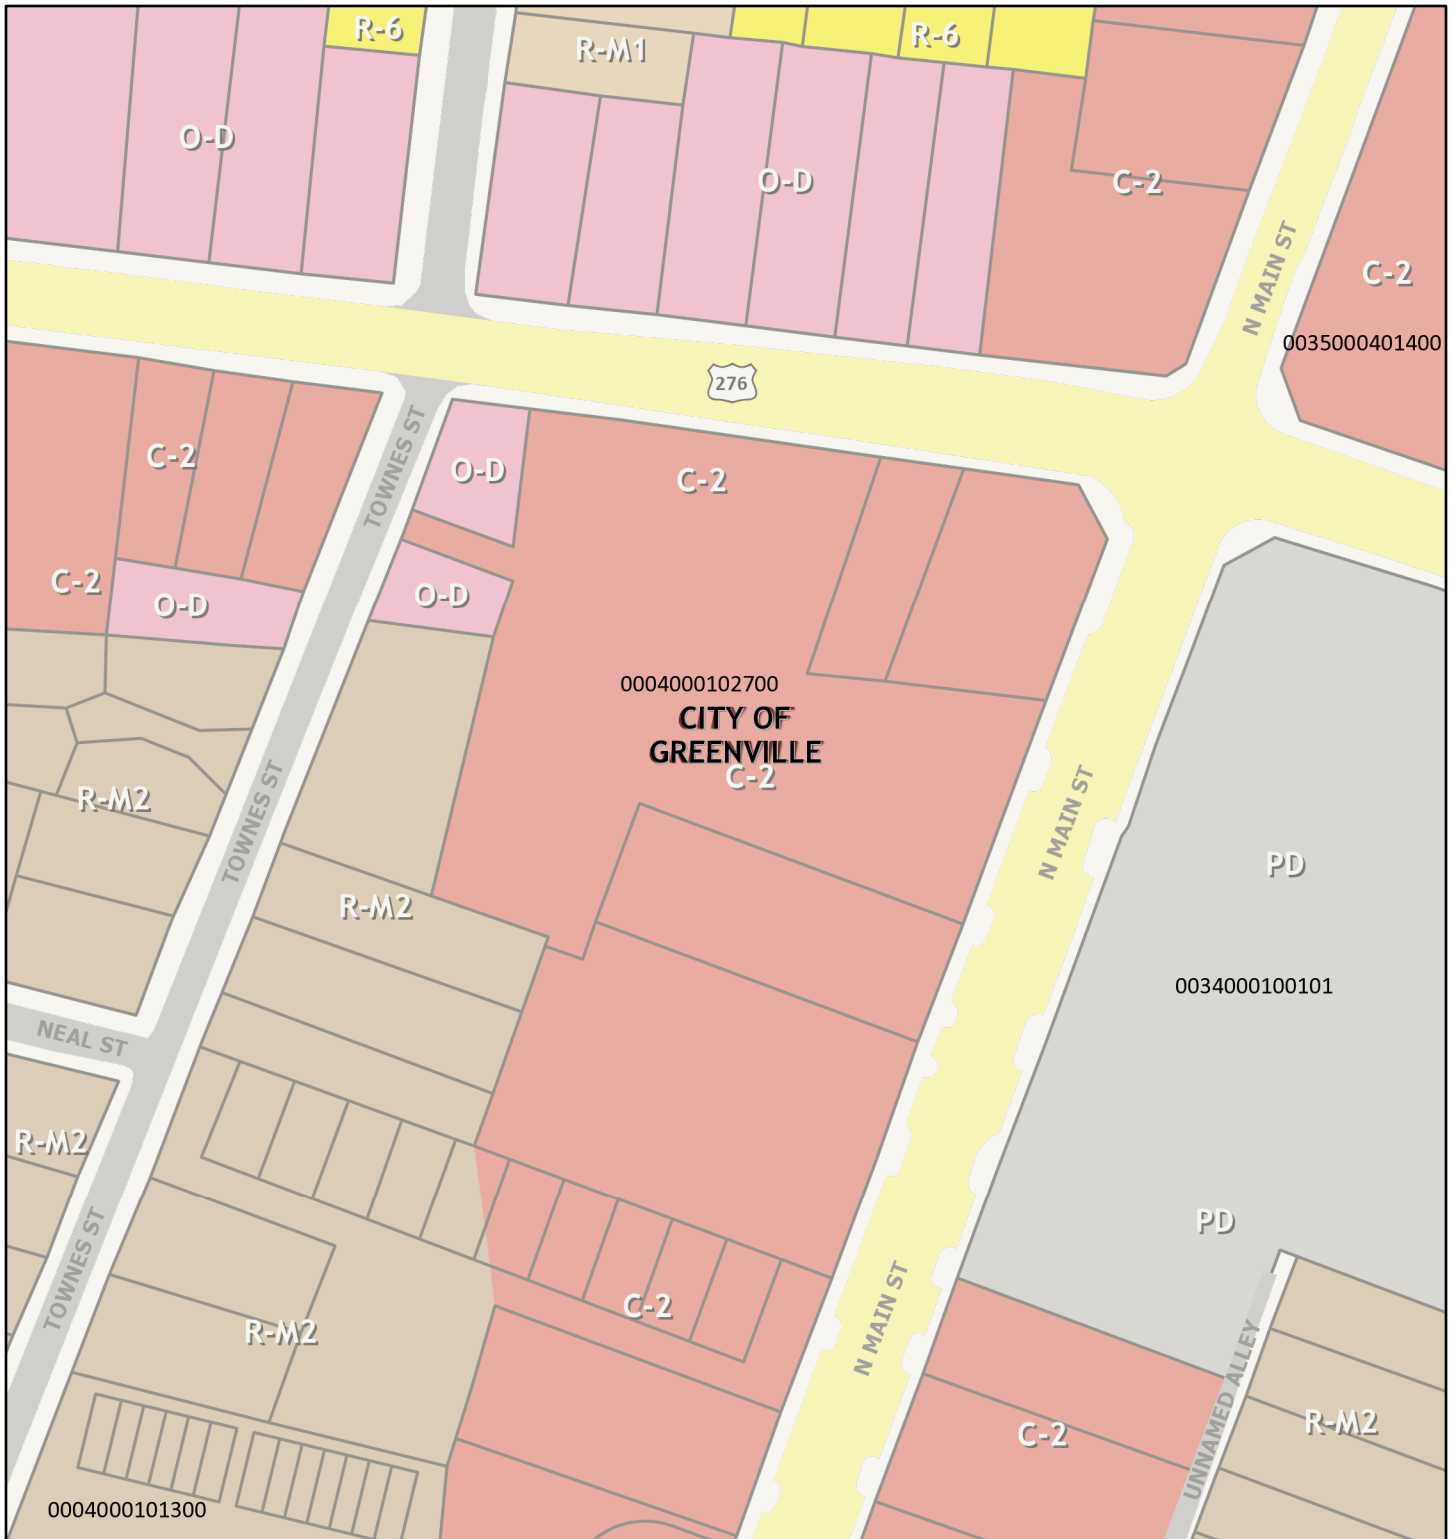 R-6
R-M1
R-6
O-D
O-D
C-2
N MAIN ST
C-2
0035000401400
276
TOWNES ST
C-2
O-D
C-2
C-2
O-D
O-D
0004000102700
CITY OF
GREENVILLE
C-2
R-M2
TOWNES ST
N MAIN ST
PD
R-M2
0034000100101
NEAL ST
R-M2
PD
TOWNES ST
R-M2
C-2
N MAIN ST
UNNAMED ALLEY
C-2
R-M2
0004000101300